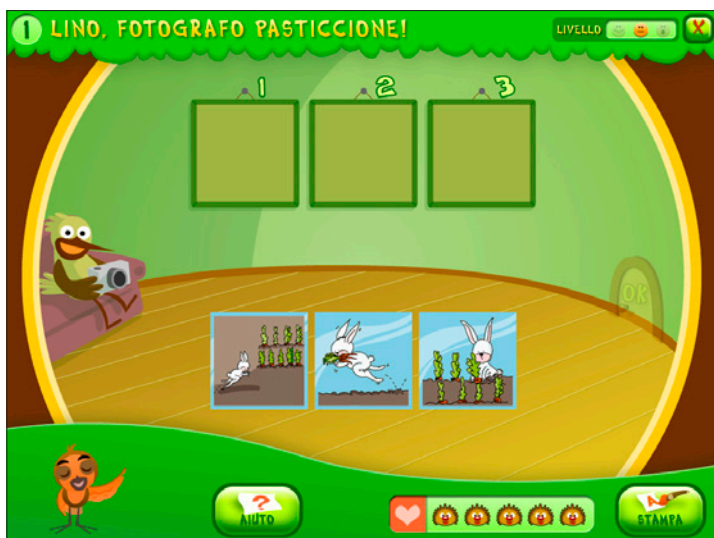 1 LINO, FOTOGRAFO PASTICCIONE!
LIVELLO
X
1 2 3
OK
?
AIUTO
A
STAMPA